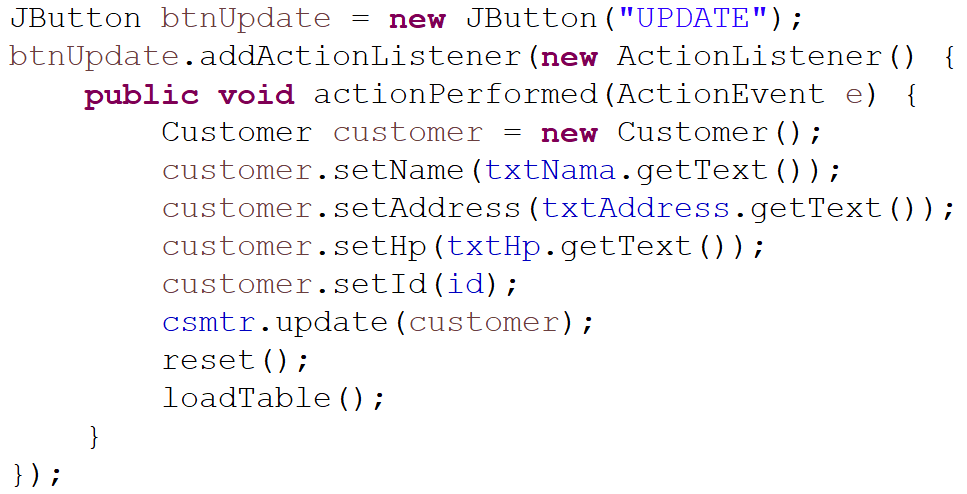 JButton btnUpdate = new JButton("UPDATE");
btnUpdate.addActionListener(new ActionListener() {
    public void actionPerformed(ActionEvent e) {
        Customer customer = new Customer();
        customer.setName(txtNama.getText());
        customer.setAddress(txtAddress.getText());
        customer.setHp(txtHp.getText());
        customer.setId(id);
        csmtr.update(customer);
        reset();
        loadTable();
    }
});